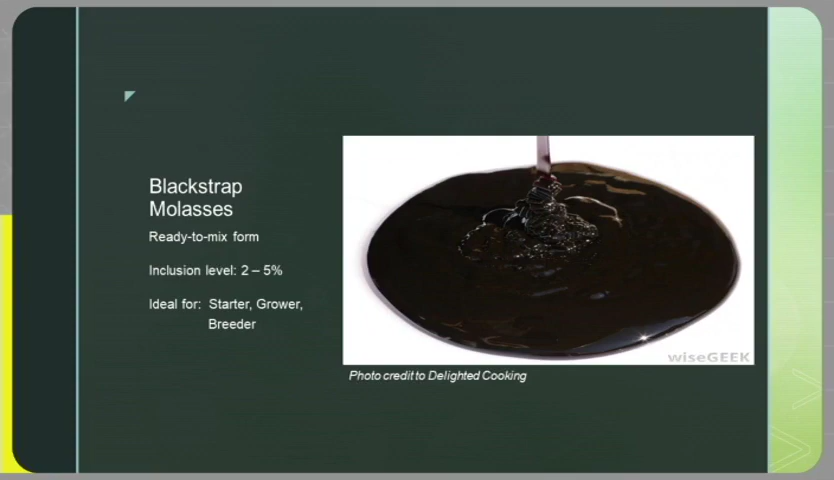 Blackstrap
Molasses
Ready-to-mix form
Inclusion level: 2 – 5%
Ideal for: Starter, Grower,
Breeder
wiseGEEK
Photo credit to Delighted Cooking